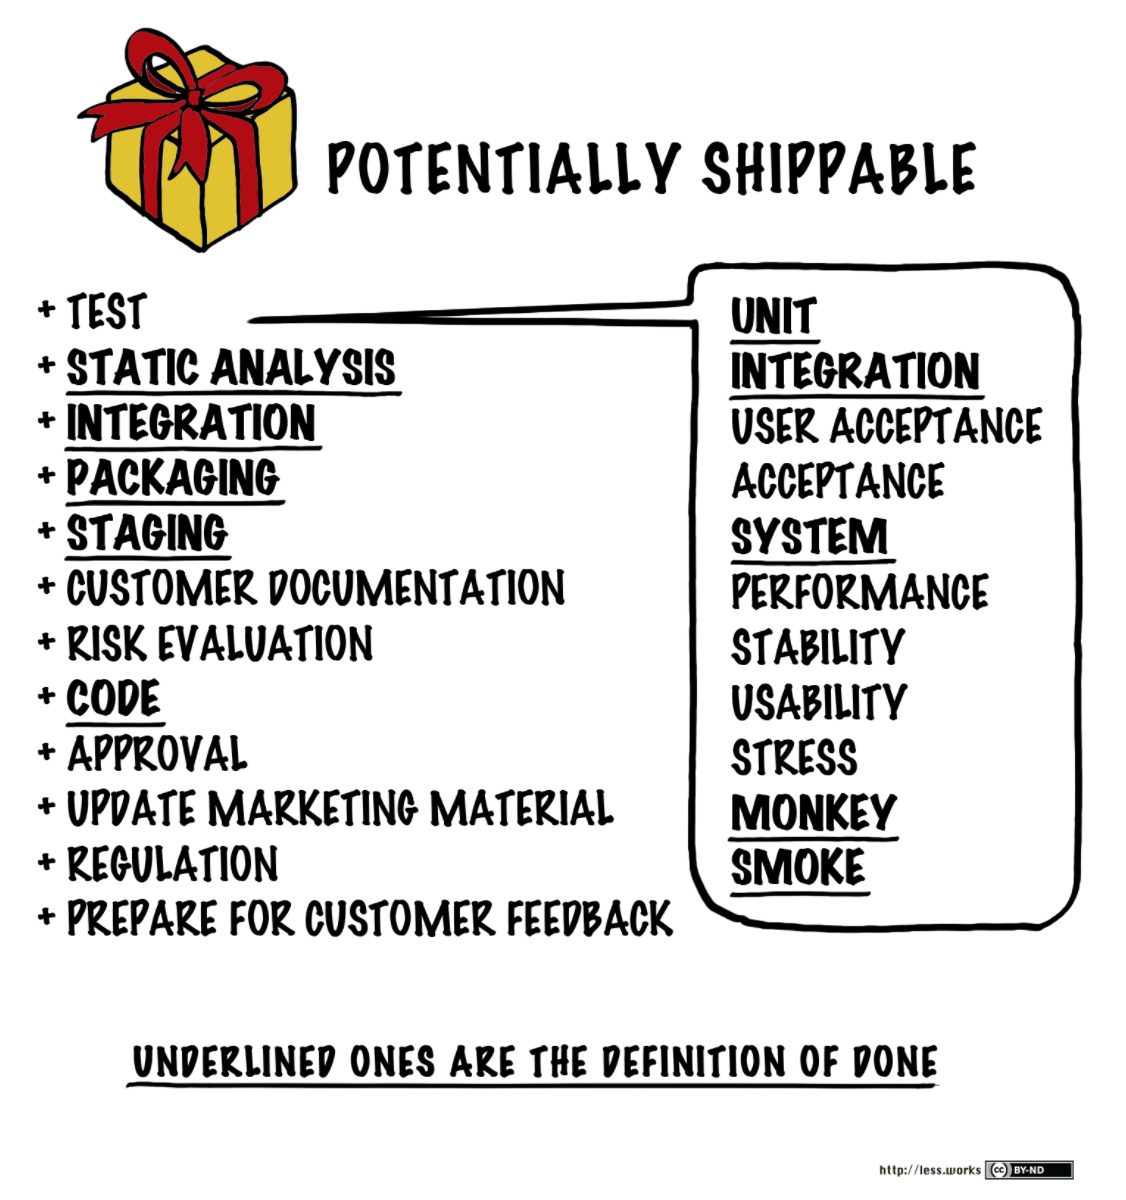 POTENTIALLY SHIPPABLE
+ TEST
+ STATIC ANALYSIS
+ INTEGRATION
+ PACKAGING
+ STAGING
+ CUSTOMER DOCUMENTATION
+ RISK EVALUATION
+ CODE
+ APPROVAL
+ UPDATE MARKETING MATERIAL
+ REGULATION
+ PREPARE FOR CUSTOMER FEEDBACK
UNIT
INTEGRATION
USER ACCEPTANCE
ACCEPTANCE
SYSTEM
PERFORMANCE
STABILITY
USABILITY
STRESS
MONKEY
SMOKE
UNDERLINED ONES ARE THE DEFINITION OF DONE
http://less.works cc BY-ND